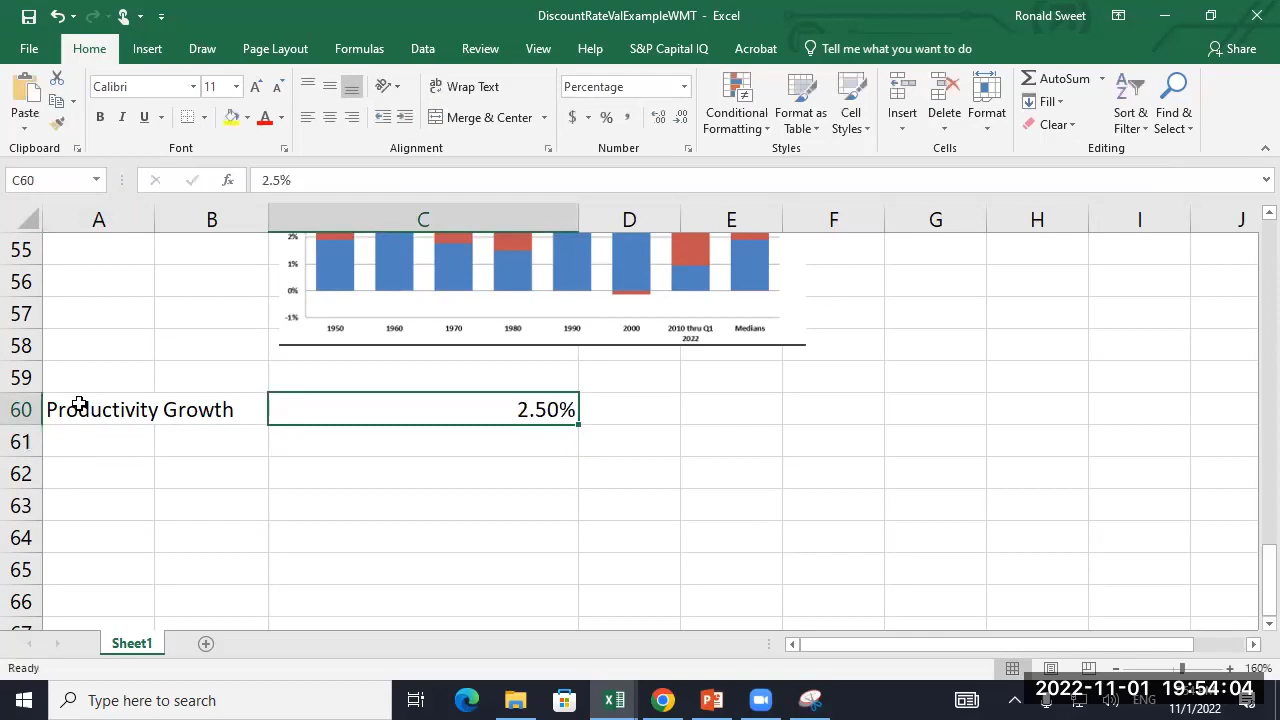 DiscountRateValExampleWMT - Excel
Ronald Sweet
File Home Insert Draw Page Layout Formulas Data Review View Help S&P Capital IQ Acrobat Tell me what you want to do Share
Paste
Clipboard
Calibri 11
B I U
Font
Wrap Text
Merge & Center
Alignment
Percentage
$ % ,
Number
Conditional Formatting
Format as Table
Cell Styles
Styles
Insert Delete Format
Cells
AutoSum
Fill
Clear
Sort & Filter
Find & Select
Editing
C60 fx 2.5%
A B C D E F G H I J
55
56
57
58
59
60
61
62
63
64
65
66
67
2%
1%
0%
-1%
1950 1960 1970 1980 1990 2000 2010 thru Q1 2022 Medians
Productivity Growth 2.50%
Sheet1
Ready
160%
Type here to search
ENG
2022-11-01 19:54:04
11/1/2022